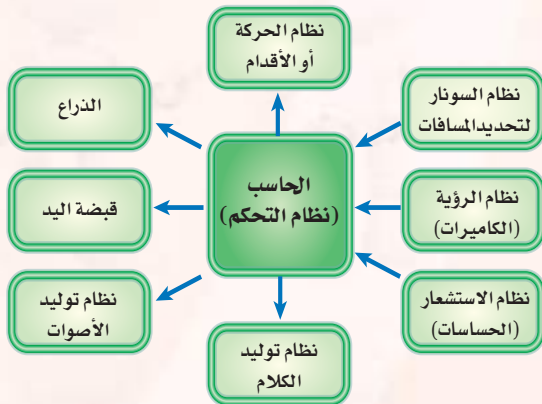 نظام الحركة
أو الأقدام
نظام السونار
لتحديدالمسافات
الذراع
الحاسب
(نظام التحكم)
نظام الرؤية
(الكاميرات)
قبضة اليد
نظام الاستشعار
(الحساسات)
نظام توليد
الأصوات
نظام توليد
الكلام